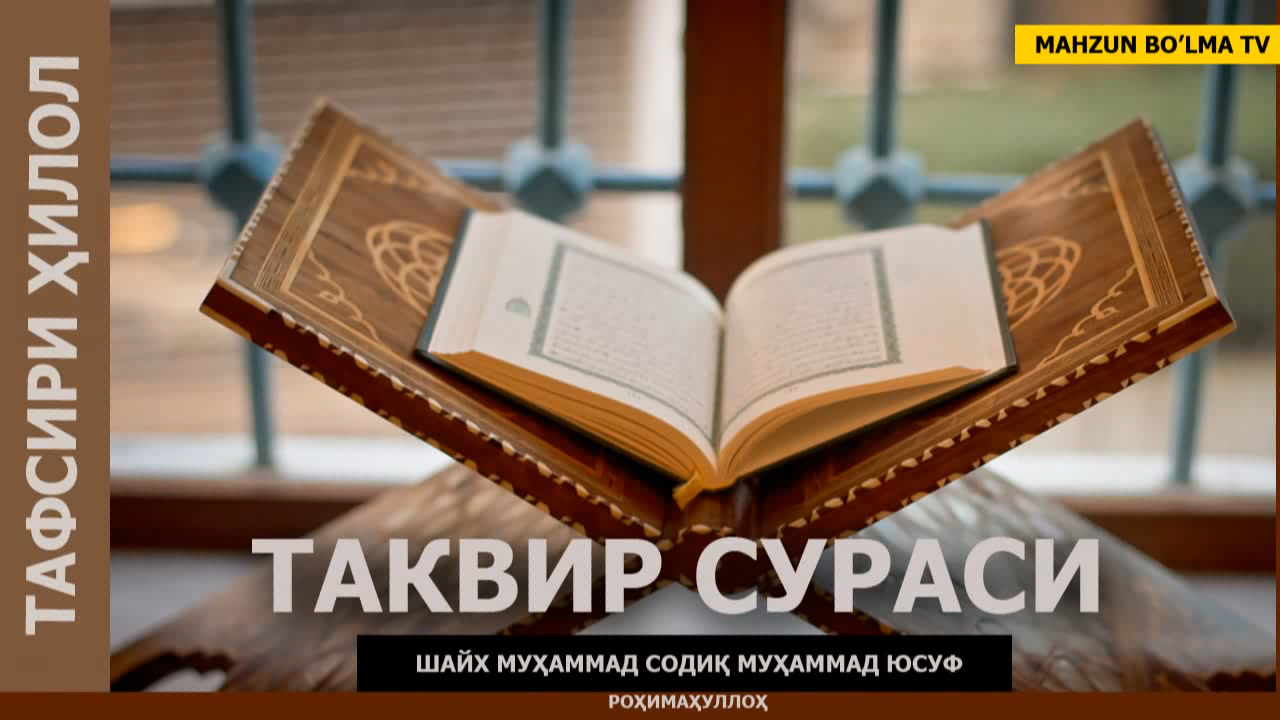 MAHZUN BO’LMA TV
ТАФСИРИ ҲИЛОЛ
ТАКВИР СУРАСИ
ШАЙХ МУҲАММАД СОДИҚ МУҲАММАД ЮСУФ
РОҲИМАҲУЛЛОҲ